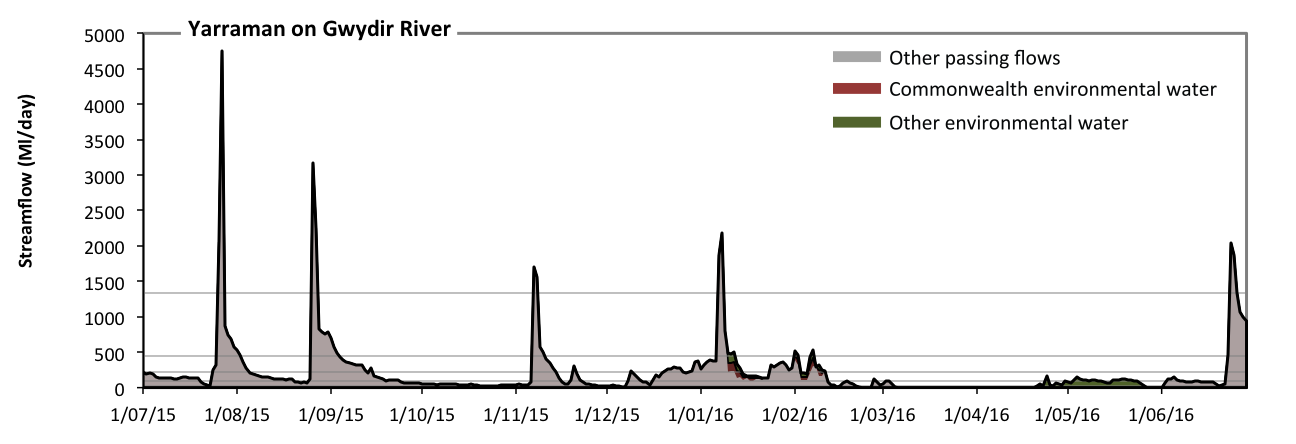 Yarraman on Gwydir River
Streamflow (Ml/day)
5000
4500
4000
3500
3000
2500
2000
1500
1000
500
0
Other passing flows
Commonwealth environmental water
Other environmental water
1/07/15 1/08/15 1/09/15 1/10/15 1/11/15 1/12/15 1/01/16 1/02/16 1/03/16 1/04/16 1/05/16 1/06/16